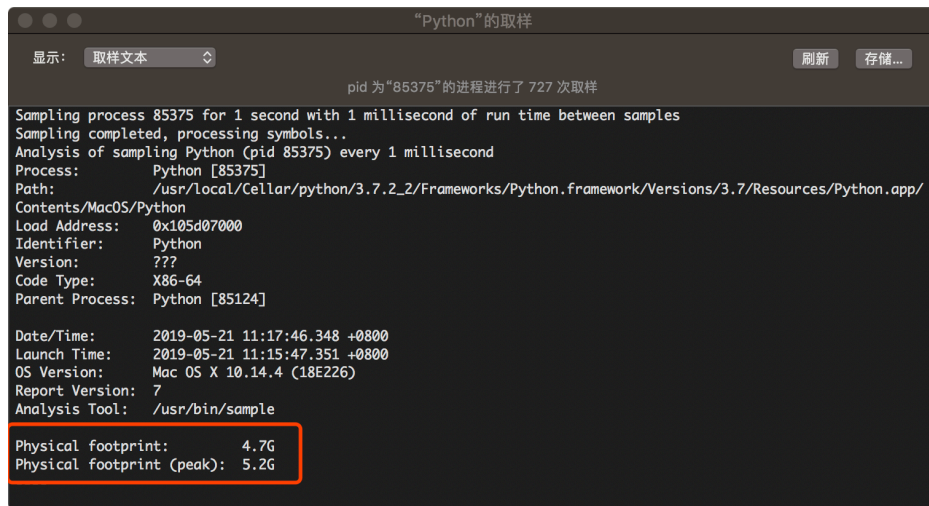 “Python”的取样
显示： 取样文本 刷新 存储...
pid 为“85375”的进程进行了 727 次取样
Sampling process 85375 for 1 second with 1 millisecond of run time between samples
Sampling completed, processing symbols...
Analysis of sampling Python (pid 85375) every 1 millisecond
Process: Python [85375]
Path: /usr/local/Cellar/python/3.7.2_2/Frameworks/Python.framework/Versions/3.7/Resources/Python.app/
Contents/MacOS/Python
Load Address: 0x105d07000
Identifier: Python
Version: ???
Code Type: X86-64
Parent Process: Python [85124]
Date/Time: 2019-05-21 11:17:46.348 +0800
Launch Time: 2019-05-21 11:15:47.351 +0800
OS Version: Mac OS X 10.14.4 (18E226)
Report Version: 7
Analysis Tool: /usr/bin/sample
Physical footprint: 4.7G
Physical footprint (peak): 5.2G